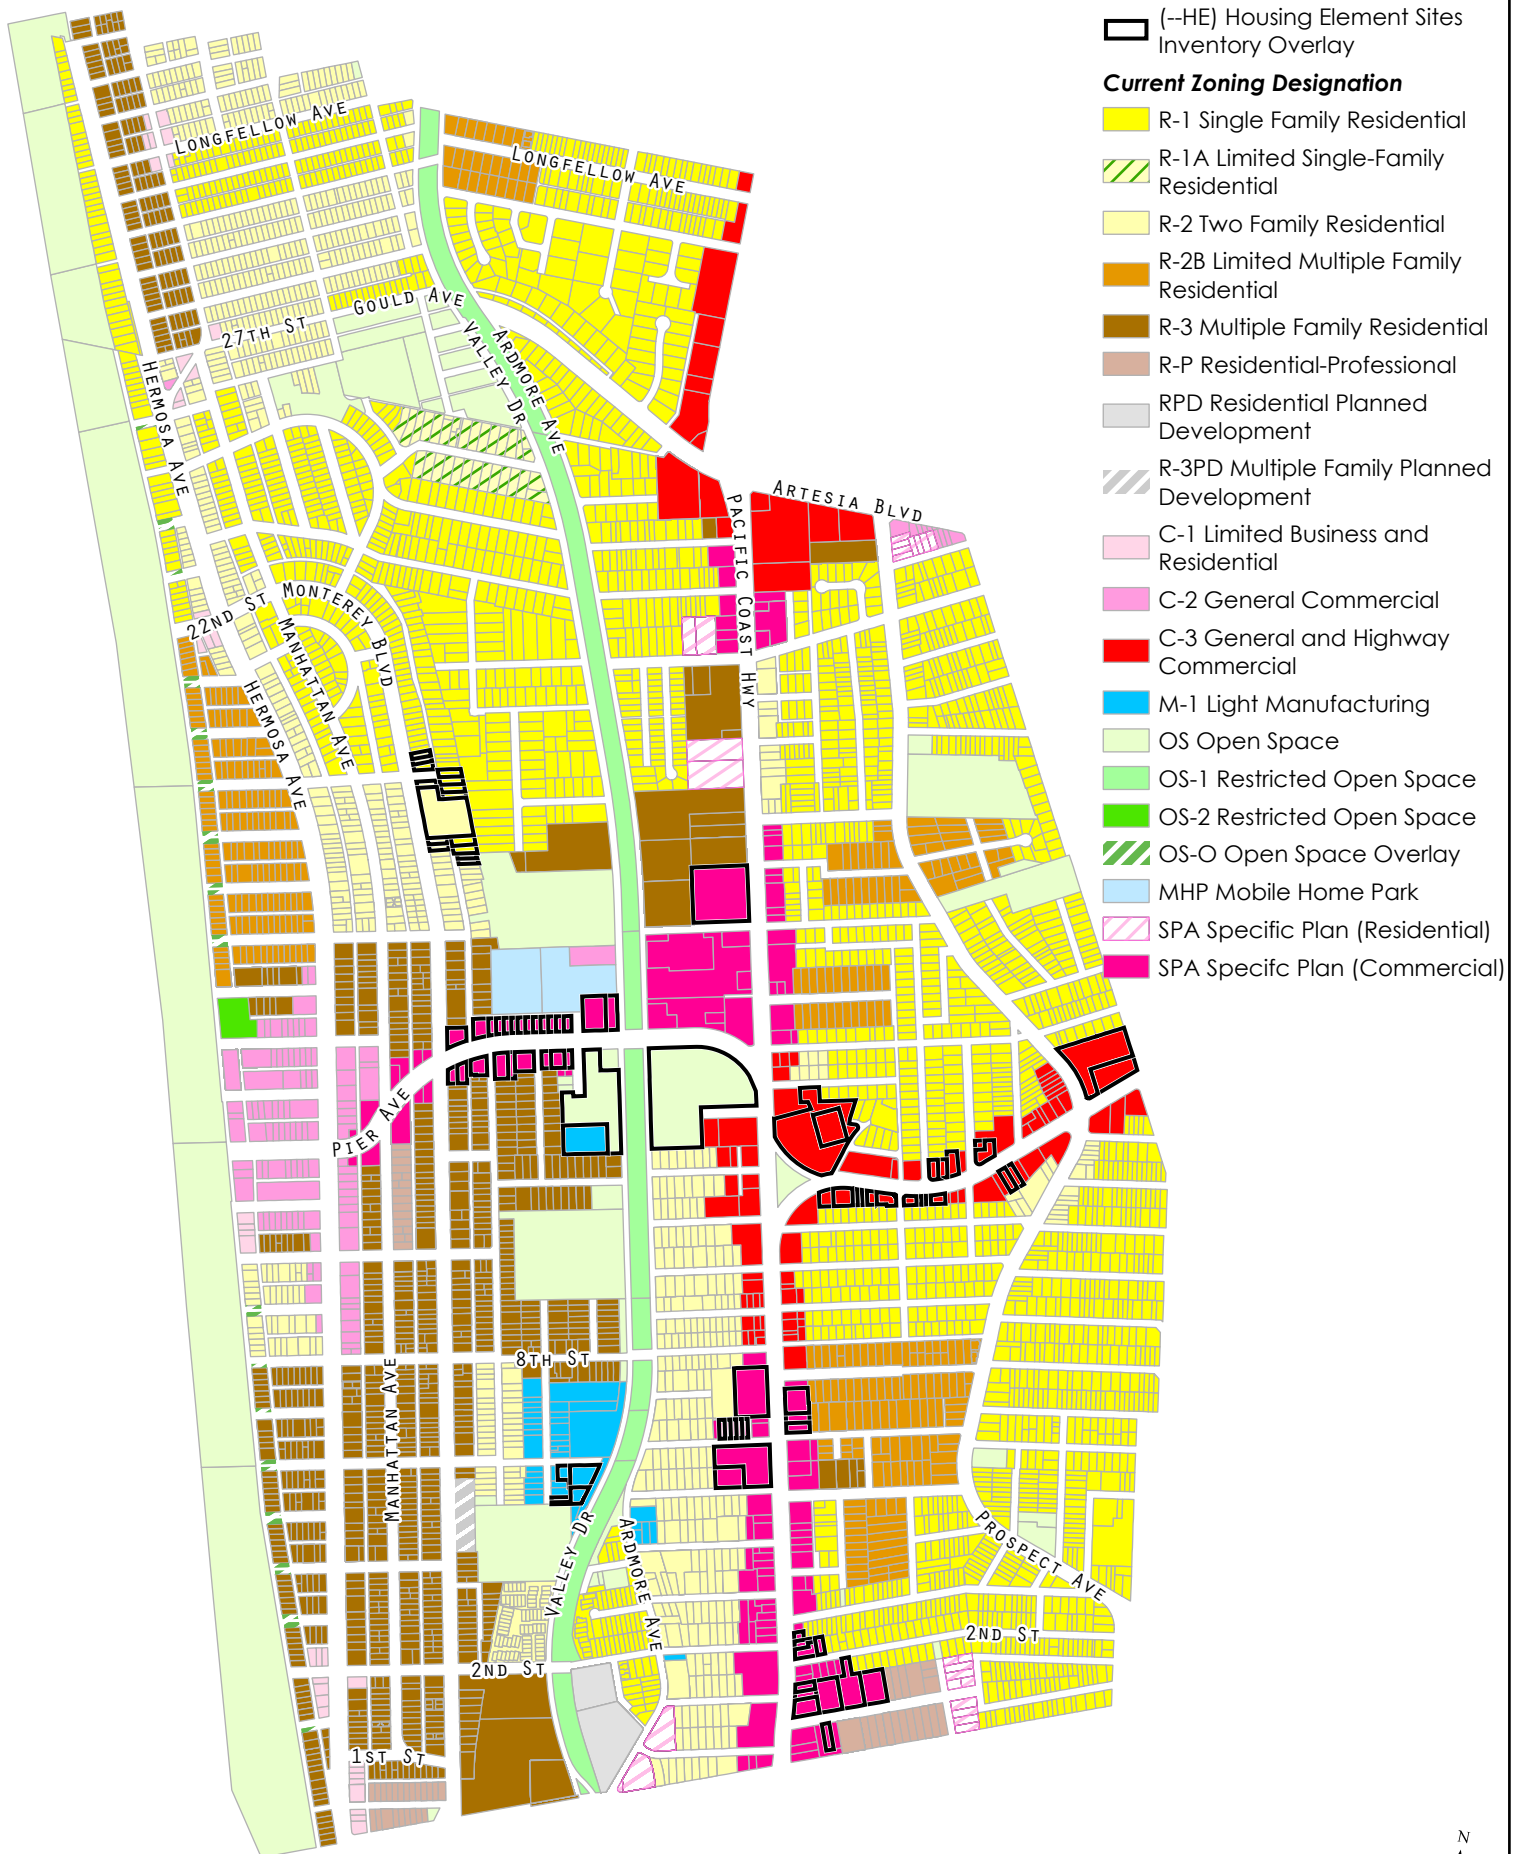 (--HE) Housing Element Sites
Inventory Overlay
Current Zoning Designation
R-1 Single Family Residential
R-1A Limited Single-Family
Residential
R-2 Two Family Residential
R-2B Limited Multiple Family
Residential
R-3 Multiple Family Residential
R-P Residential-Professional
RPD Residential Planned
Development
R-3PD Multiple Family Planned
Development
C-1 Limited Business and
Residential
C-2 General Commercial
C-3 General and Highway
Commercial
M-1 Light Manufacturing
OS Open Space
OS-1 Restricted Open Space
OS-2 Restricted Open Space
OS-O Open Space Overlay
MHP Mobile Home Park
SPA Specific Plan (Residential)
SPA Specifc Plan (Commercial)
LONGFELLOW AVE
LONGFELLOW AVE
GOULD AVE
27TH ST
VALLEY DR
ARDMORE AVE
HERMOSA AVE
ARTESIA BLVD
PACIFIC COAST HWY
22ND ST
MONTEREY BLVD
MANHATTAN AVE
HERMOSA AVE
PIER AVE
8TH ST
MANHATTAN AVE
VALLEY DR
ARDMORE AVE
PROSPECT AVE
2ND ST
2ND ST
1ST ST
N